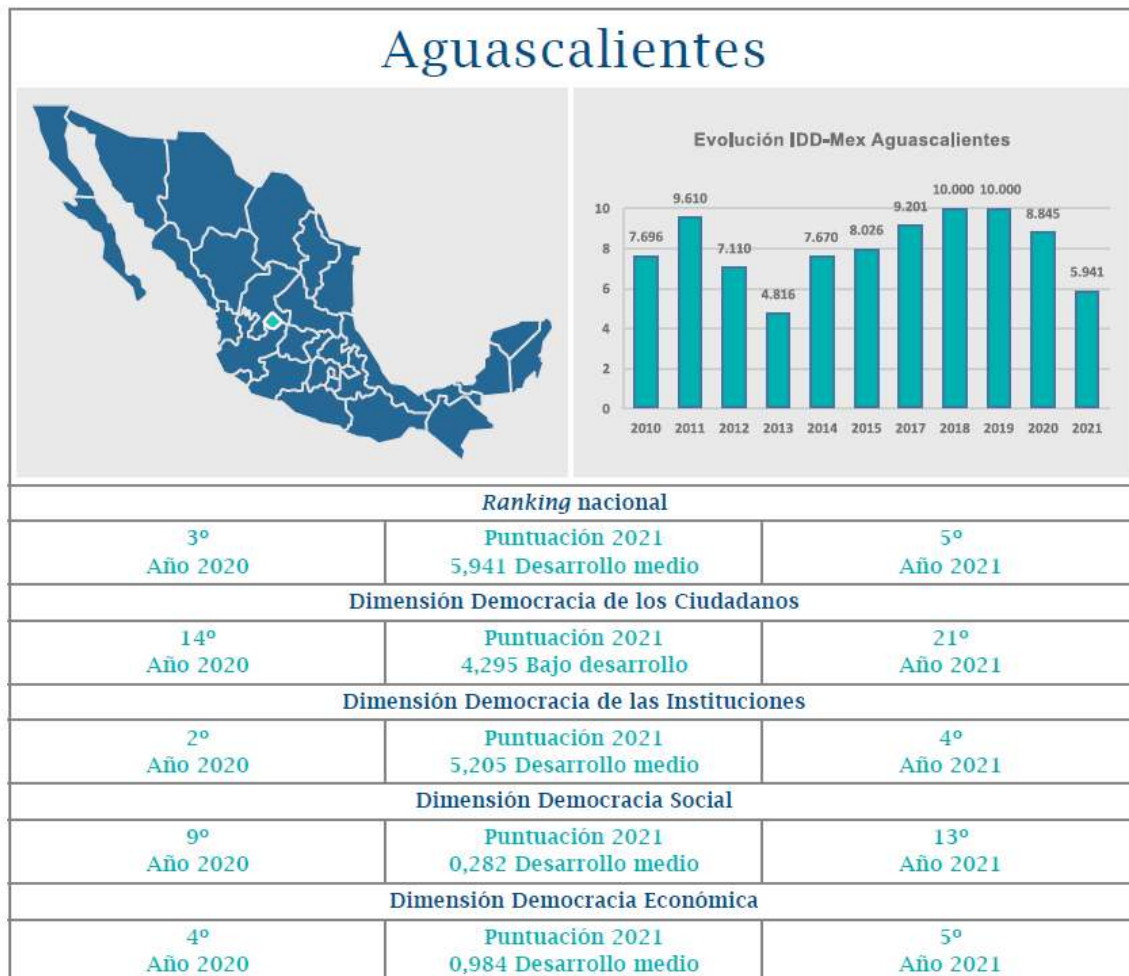 Aguascalientes
Evolución IDD-Mex Aguascalientes
10
8
6
4
2
0
7.696
9.610
7.110
4.816
7.670
8.026
9.201
10.000
10.000
8.845
5.941
2010 2011 2012 2013 2014 2015 2017 2018 2019 2020 2021
Ranking nacional
3º
Año 2020
Puntuación 2021
5,941 Desarrollo medio
5º
Año 2021
Dimensión Democracia de los Ciudadanos
14º
Año 2020
Puntuación 2021
4,295 Bajo desarrollo
21º
Año 2021
Dimensión Democracia de las Instituciones
2º
Año 2020
Puntuación 2021
5,205 Desarrollo medio
4º
Año 2021
Dimensión Democracia Social
9º
Año 2020
Puntuación 2021
0,282 Desarrollo medio
13º
Año 2021
Dimensión Democracia Económica
4º
Año 2020
Puntuación 2021
0,984 Desarrollo medio
5º
Año 2021